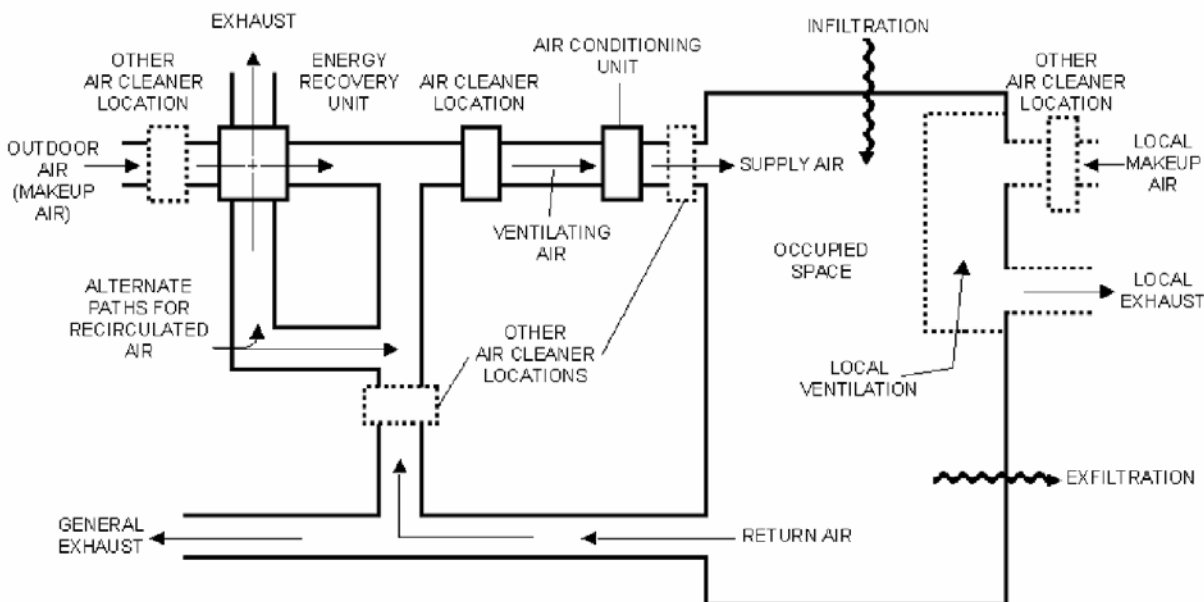 EXHAUST
OTHER
AIR CLEANER
LOCATION
ENERGY
RECOVERY
UNIT
AIR CLEANER
LOCATION
AIR CONDITIONING
UNIT
INFILTRATION
OTHER
AIR CLEANER
LOCATION
OUTDOOR
AIR
(MAKEUP
AIR)
SUPPLY AIR
LOCAL
MAKEUP
AIR
VENTILATING
AIR
OCCUPIED
SPACE
ALTERNATE
PATHS FOR
RECIRCULATED
AIR
LOCAL
EXHAUST
OTHER
AIR CLEANER
LOCATIONS
LOCAL
VENTILATION
EXFILTRATION
GENERAL
EXHAUST
RETURN AIR